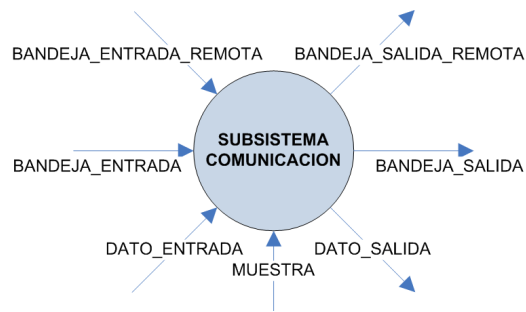 BANDEJA_ENTRADA_REMOTA
BANDEJA_SALIDA_REMOTA
SUBSISTEMA
COMUNICACION
BANDEJA_ENTRADA
BANDEJA_SALIDA
DATO_ENTRADA
DATO_SALIDA
MUESTRA